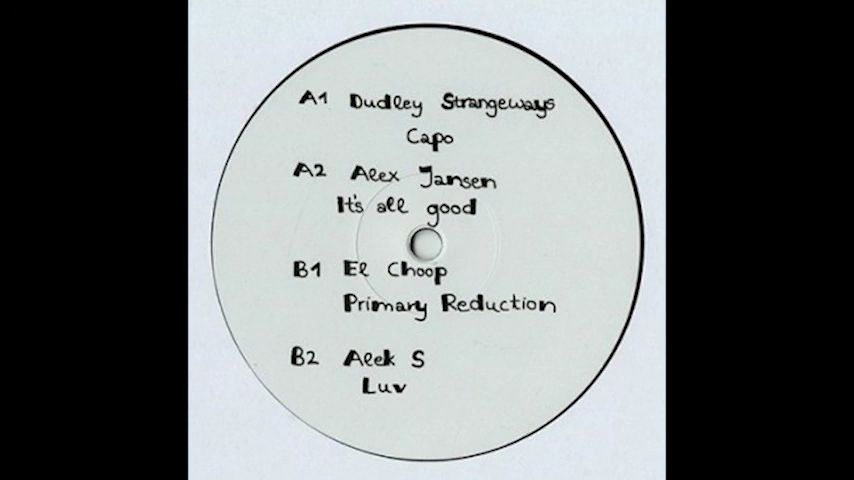 A1 Dudley Strangeways
Capo
A2 Alex Jansen
It's all good
B1 El Choop
Primary Reduction
B2 Alek S
Luv